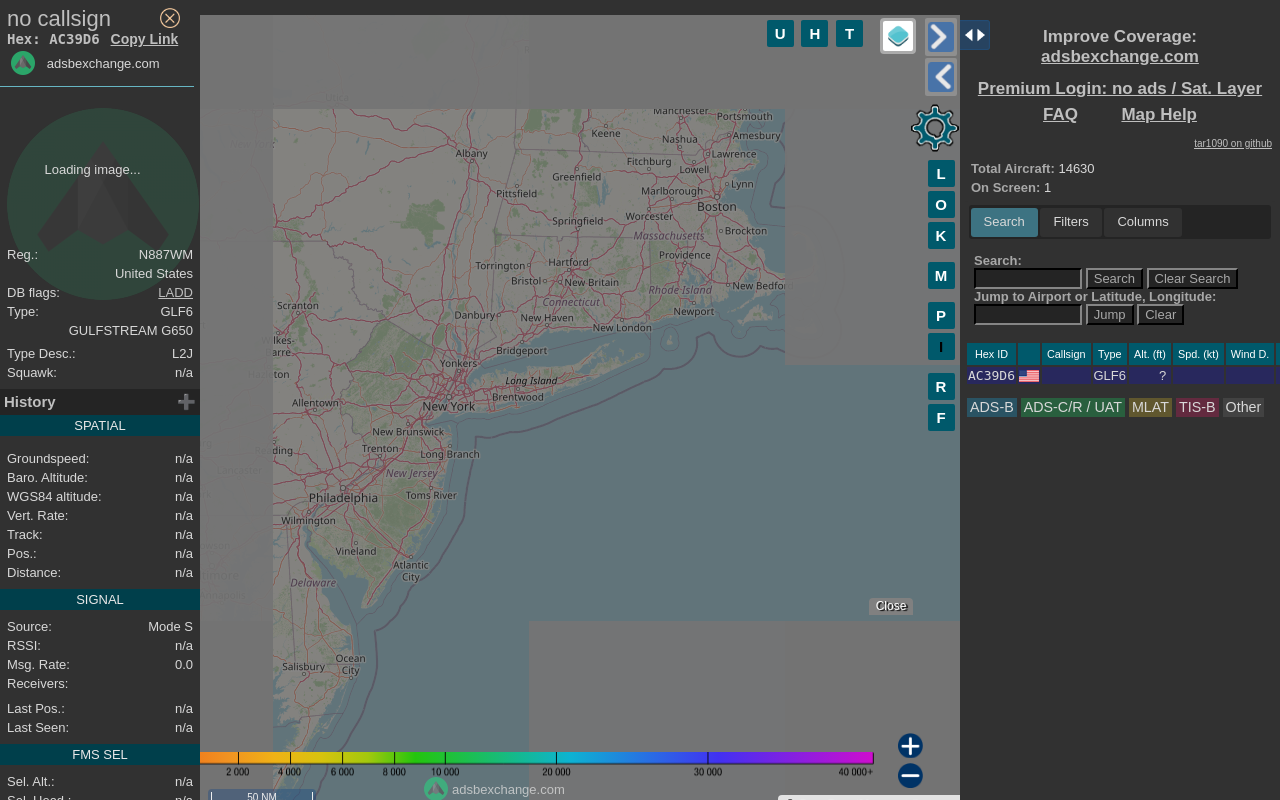 no callsign
Hex: AC39D6 Copy Link
adsbexchange.com
Loading image...
Reg.: N887WM
United States
DB flags: LADD
Type: GLF6
GULFSTREAM G650
Type Desc.: L2J
Squawk: n/a
History
SPATIAL
Groundspeed: n/a
Baro. Altitude: n/a
WGS84 altitude: n/a
Vert. Rate: n/a
Track: n/a
Pos.: n/a
Distance: n/a
SIGNAL
Source: Mode S
RSSI: n/a
Msg. Rate: 0.0
Receivers:
Last Pos.: n/a
Last Seen: n/a
FMS SEL
Sel. Alt.: n/a
U H T
L
O
K
M
P
I
R
F
Manchester
Portsmouth
Keene
Nashua
Amesbury
Albany
Fitchburg
Lawrence
Greenfield
Lowell
Pittsfield
Marlborough
Lynn
Springfield
Worcester
Boston
Massachusetts
Brockton
Torrington
Hartford
Providence
Bristol
New Britain
Rhode Island
New Bedfor
Scranton
Connecticut
Danbury
New Haven
Newport
New London
Bridgeport
Yonkers
Long Island
Allentown
Brentwood
New York
New Brunswick
Trenton
Long Branch
New Jersey
Philadelphia
Toms River
Wilmington
Vineland
Atlantic
City
Delaware
Ocean
City
Salisbury
Close
2 000 4 000 6 000 8 000 10 000 20 000 30 000 40 000+
adsbexchange.com
50 NM
Improve Coverage:
adsbexchange.com
Premium Login: no ads / Sat. Layer
FAQ Map Help
tar1090 on github
Total Aircraft: 14630
On Screen: 1
Search Filters Columns
Search:
Search Clear Search
Jump to Airport or Latitude, Longitude:
Jump Clear
Hex ID Callsign Type Alt. (ft) Spd. (kt) Wind D.
AC39D6 GLF6 ?
ADS-B ADS-C/R / UAT MLAT TIS-B Other